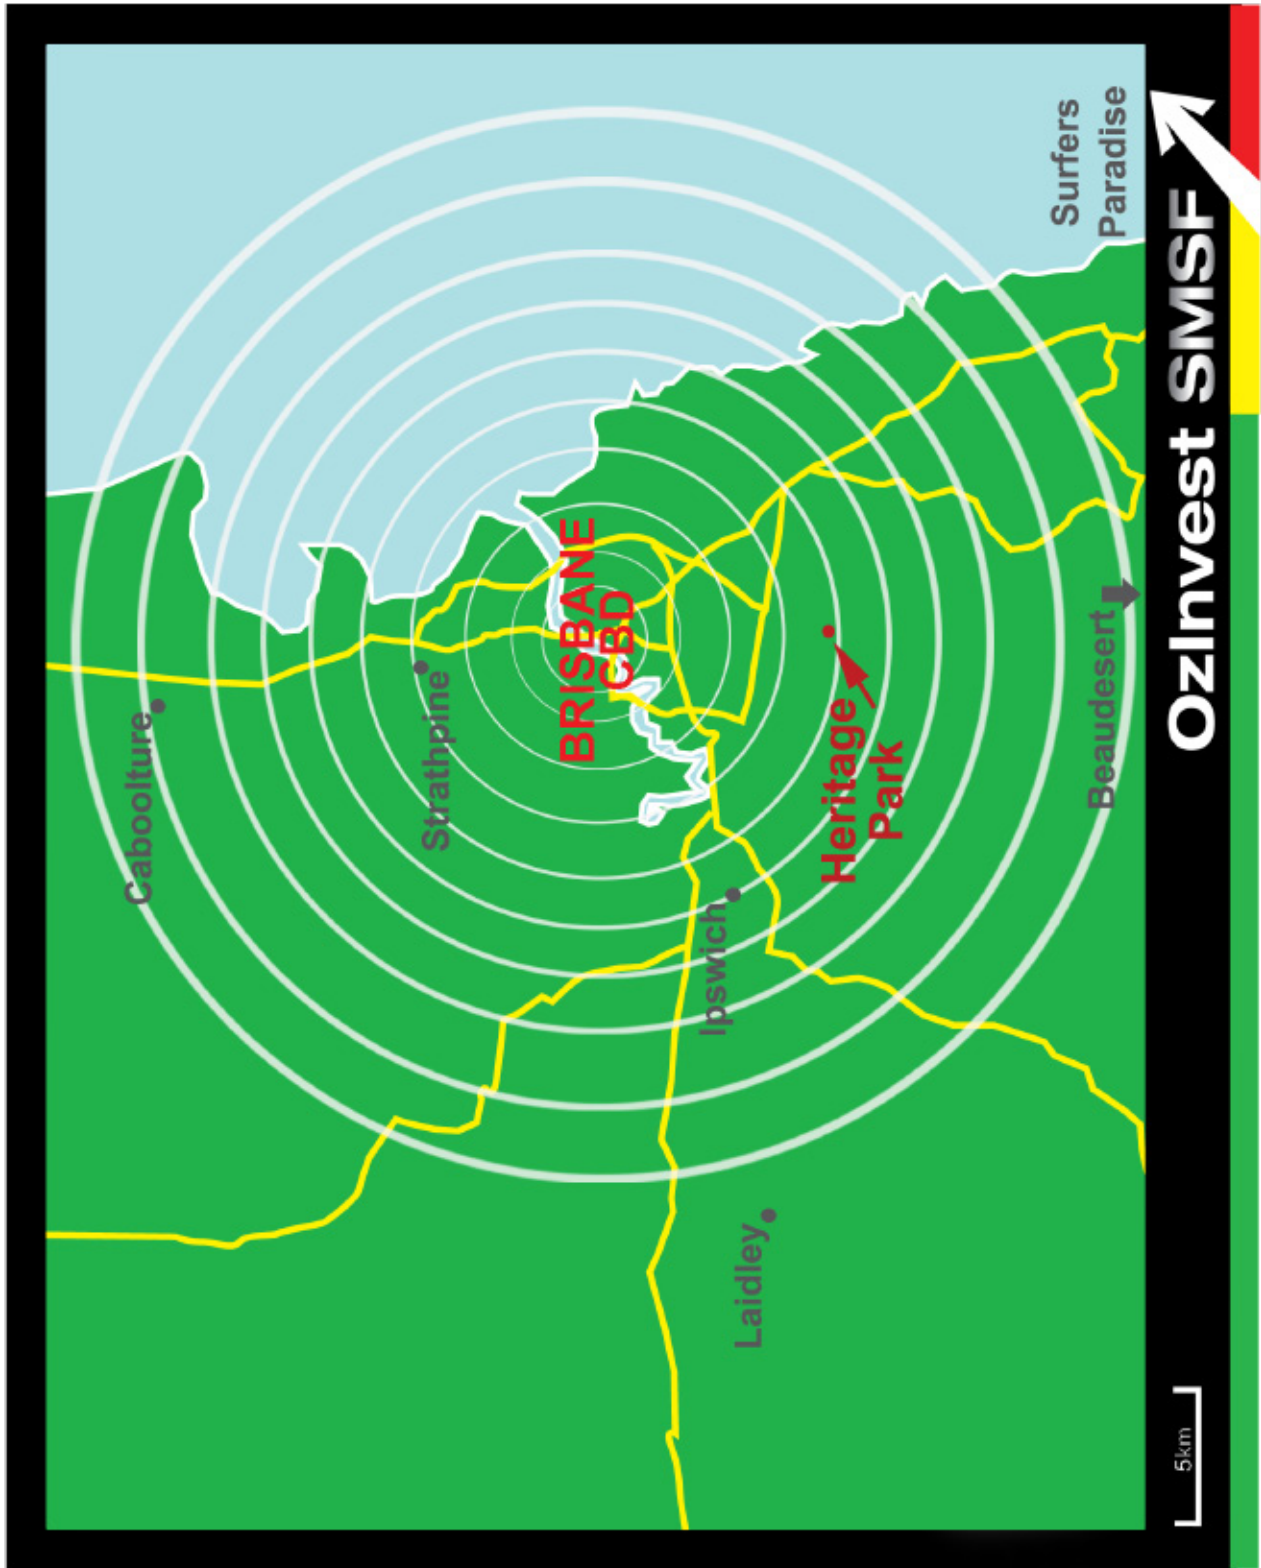 Caboolture
Strathpine
BRISBANE
CBD
Ipswich
Laidley
Heritage
Park
Surfers
Paradise
Beaudesert
5km
OzInvest SMSF